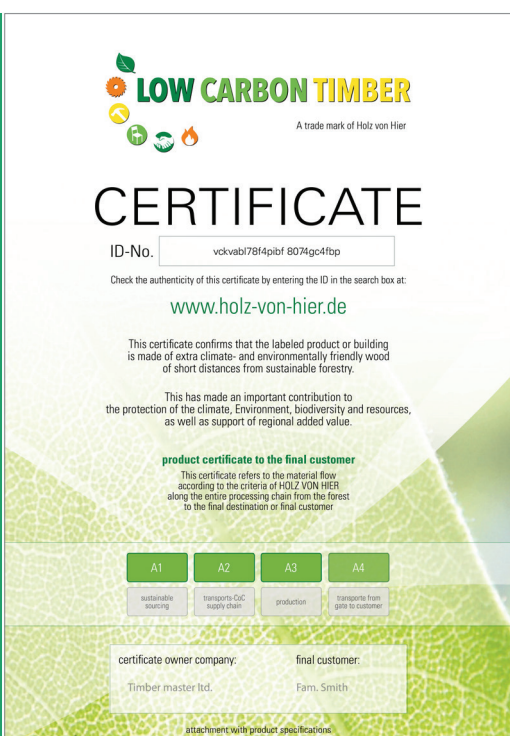 LOW CARBON TIMBER
A trade mark of Holz von Hier
CERTIFICATE
ID-No. vckvabl78f4pibf 8074gc4fbp
Check the authenticity of this certificate by entering the ID in the search box at:
www.holz-von-hier.de
This certificate confirms that the labeled product or building
is made of extra climate- and environmentally friendly wood
of short distances from sustainable forestry.
This has made an important contribution to
the protection of the climate, Environment, biodiversity and resources,
as well as support of regional added value.
product certificate to the final customer
This certificate refers to the material flow
according to the criteria of HOLZ VON HIER
along the entire processing chain from the forest
to the final destination or final customer
A1 A2 A3 A4
sustainable transports-CoC production transporte from
sourcing supply chain gate to customer
certificate owner company: final customer:
Timber master ltd. Fam. Smith
attachment with product specifications